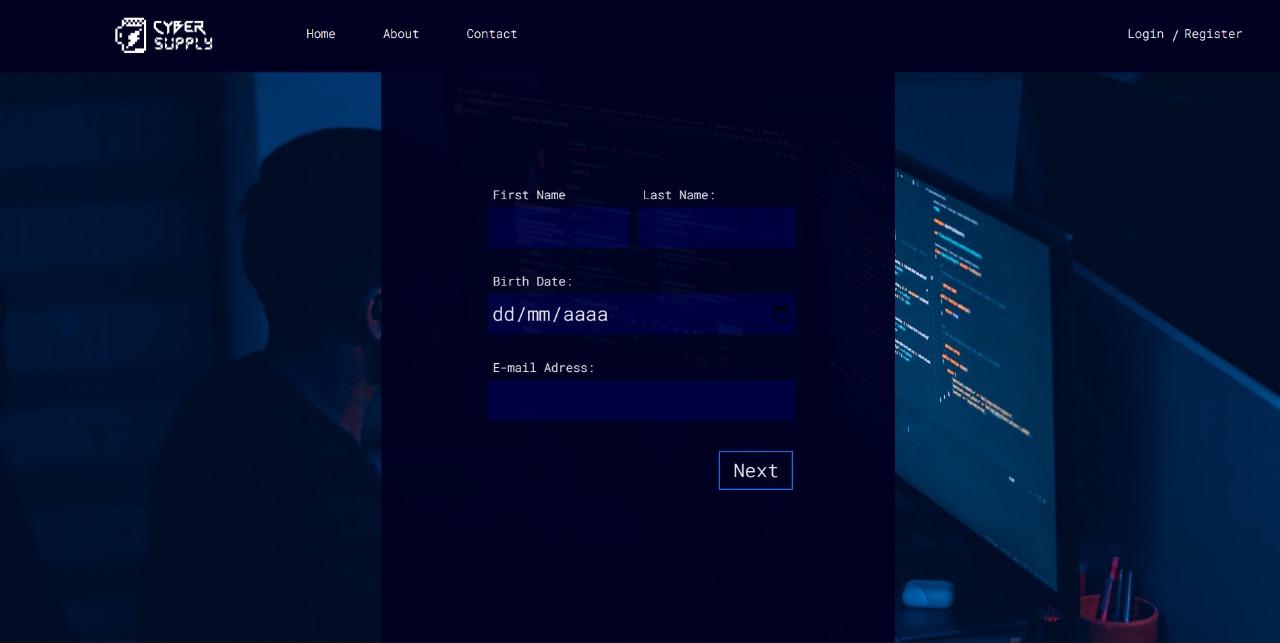 CYBER
SUPPLY
Home About Contact Login / Register
First Name Last Name:
Birth Date:
dd/mm/aaaa
E-mail Adress:
Next